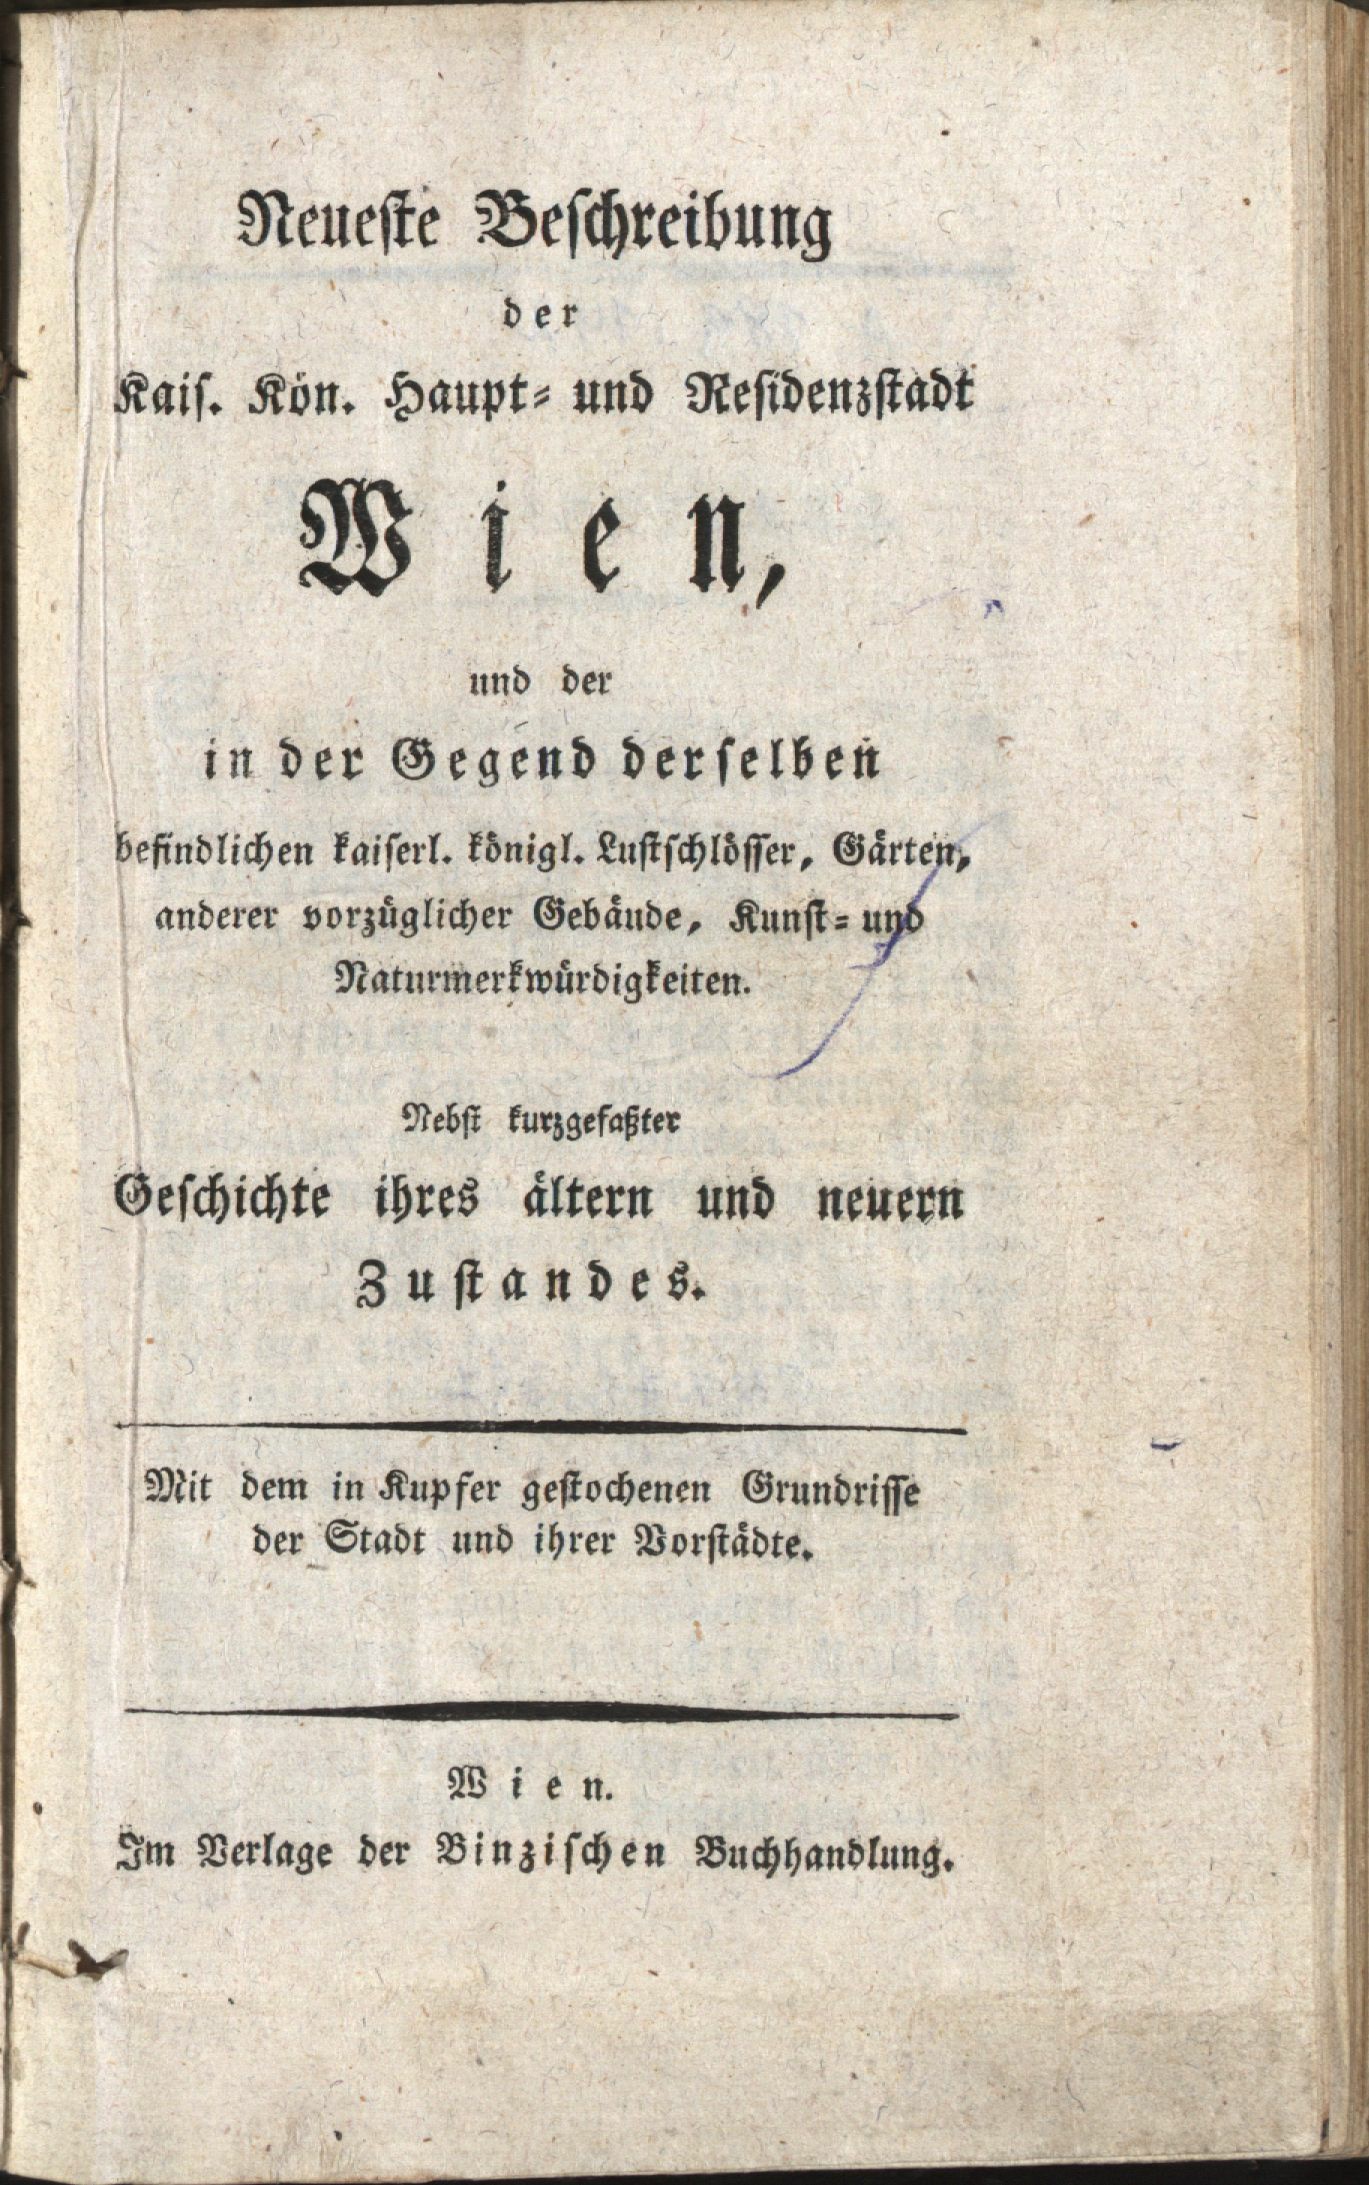 Neueste Beschreibung
der
Kais. Kön. Haupt- und Residenzstadt
Wien,
und der
in der Gegend derselben
befindlichen kaiserl. königl. Lustschlösser, Gärten,
anderer vorzüglicher Gebäude, Kunst- und
Naturmerkwürdigkeiten.
Nebst kurzgefaßter
Geschichte ihres ältern und neuern
Zustandes.
Mit dem in Kupfer gestochenen Grundrisse
der Stadt und ihrer Vorstädte.
Wien.
Im Verlage der Binzischen Buchhandlung.